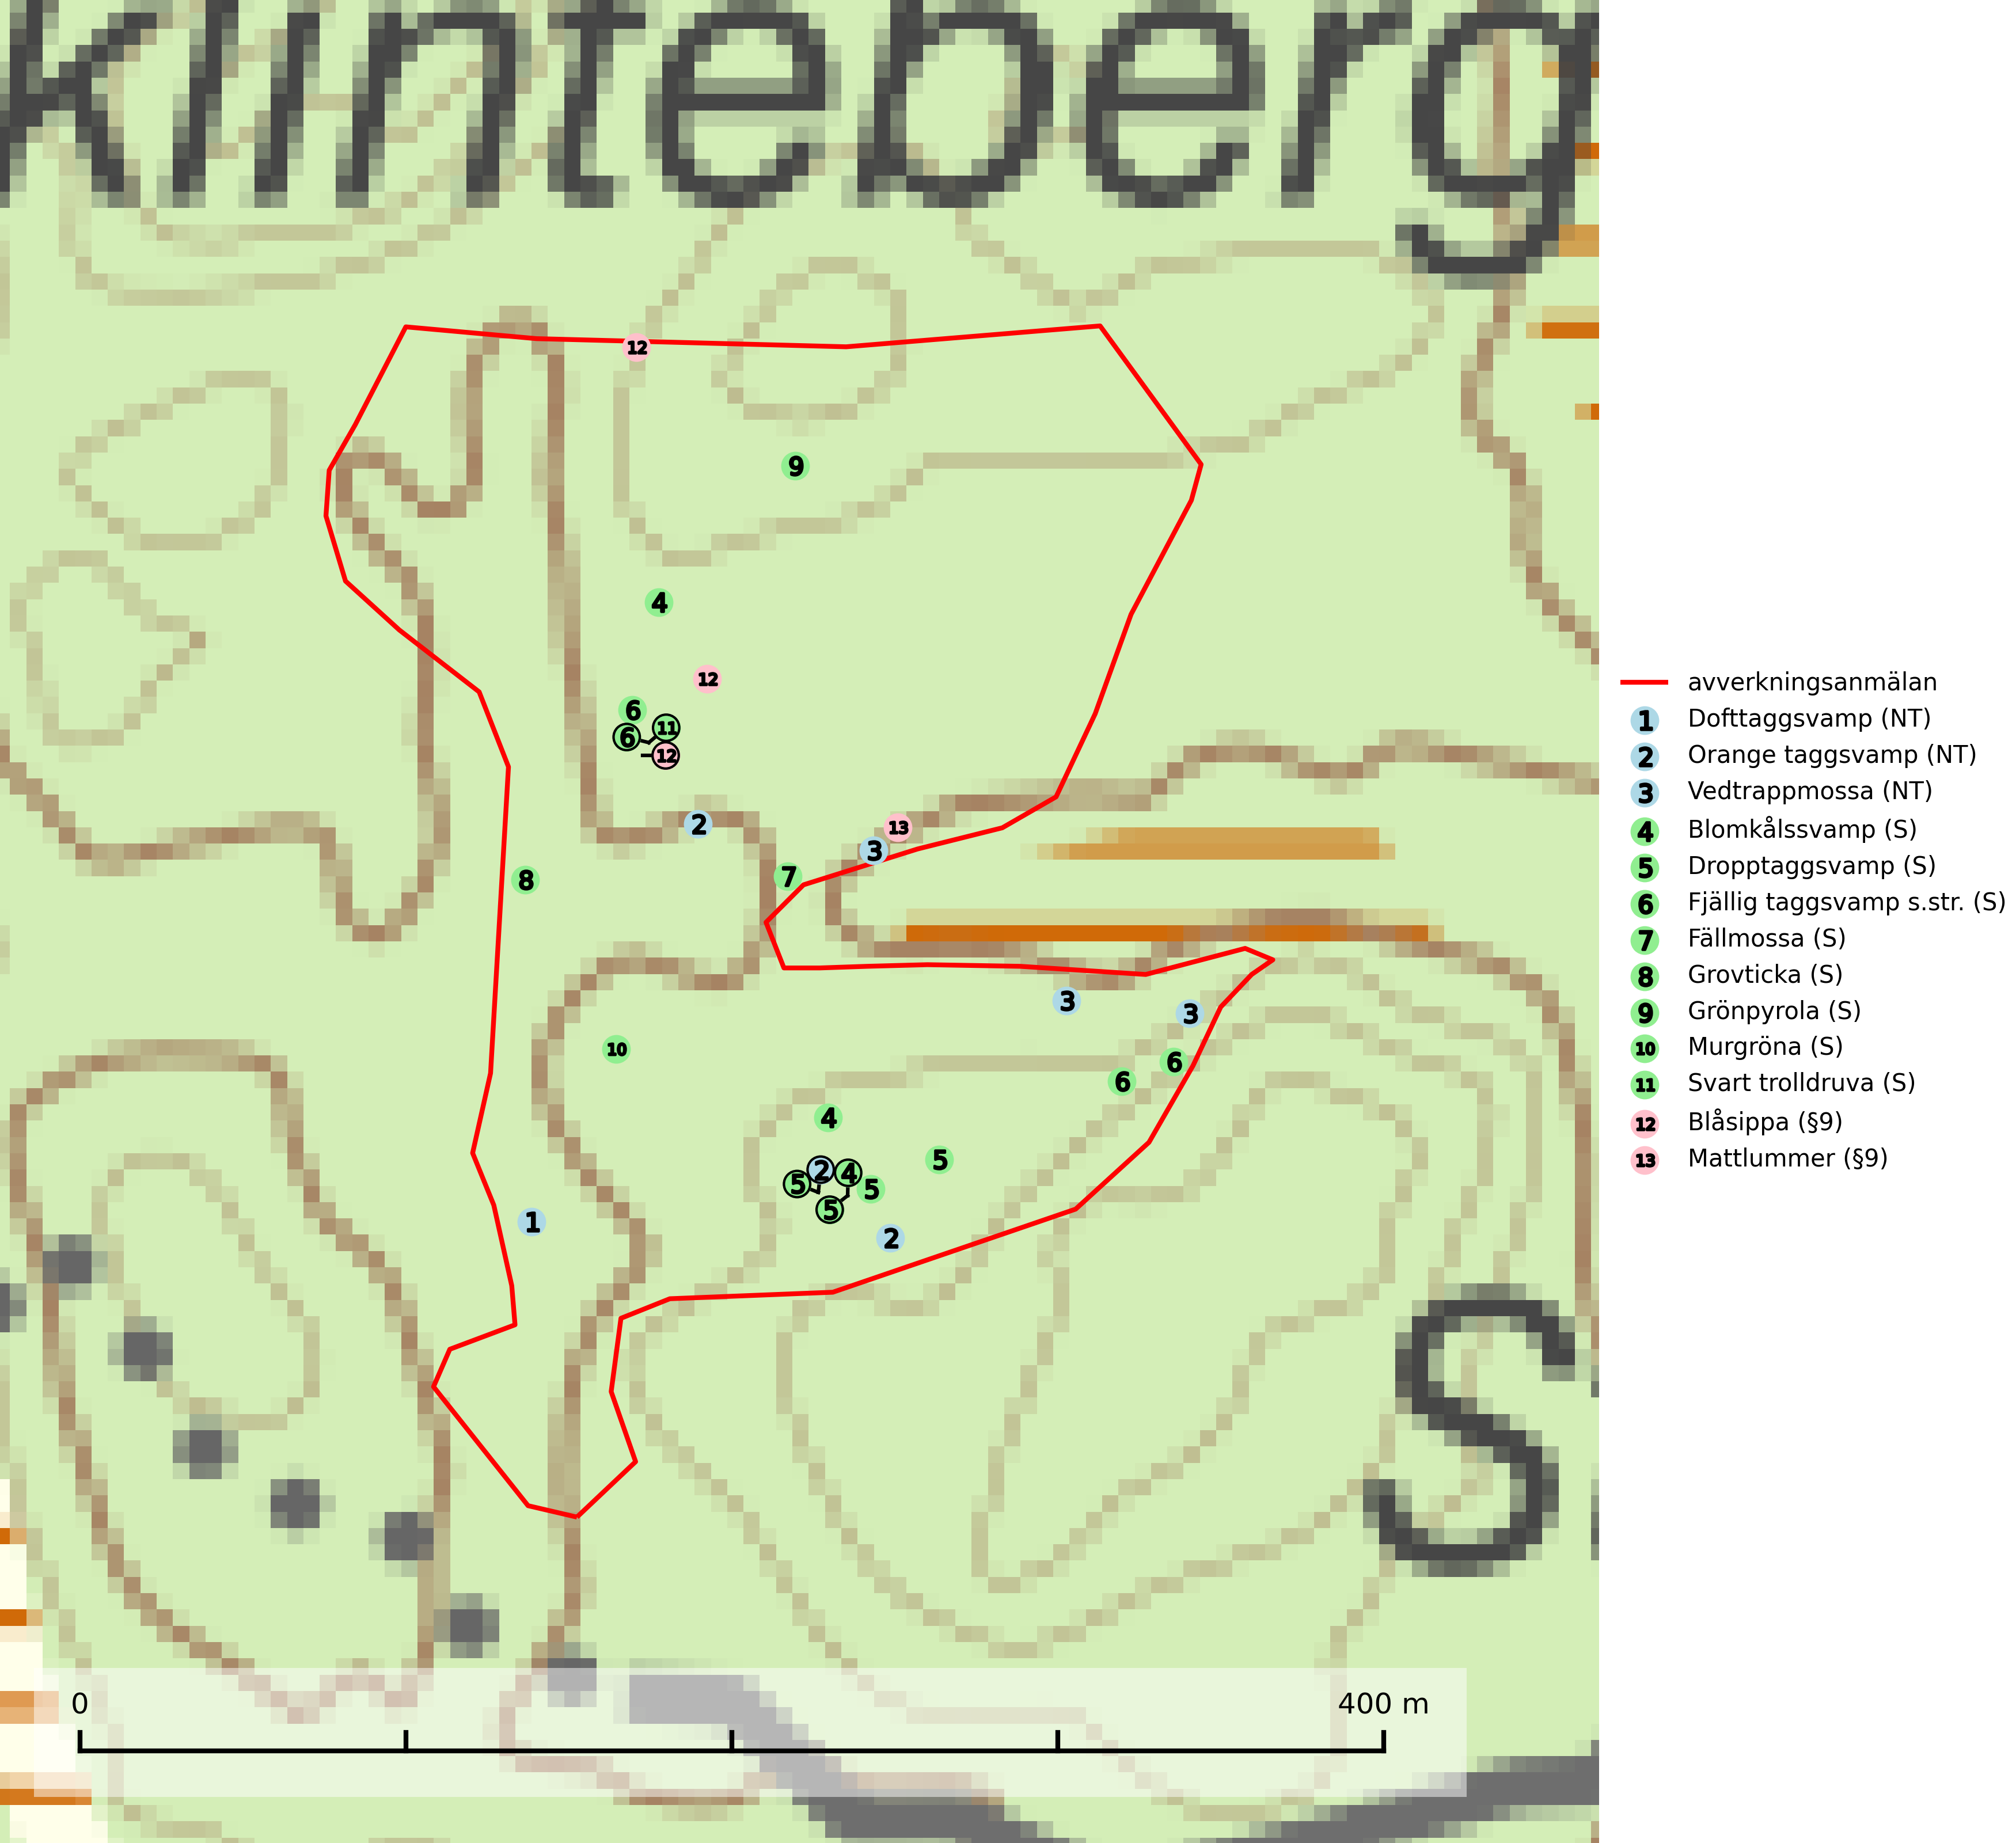 klinteberg
12
9
4
12
6
11
6
12
2
13
3
7
8
3
3
10
6
6
4
5
2
4
5
5
5
1
2
S
0 400 m
avverkningsanmälan
1 Dofttaggsvamp (NT)
2 Orange taggsvamp (NT)
3 Vedtrappmossa (NT)
4 Blomkålssvamp (S)
5 Dropptaggsvamp (S)
6 Fjällig taggsvamp s.str. (S)
7 Fällmossa (S)
8 Grovticka (S)
9 Grönpyrola (S)
10 Murgröna (S)
11 Svart trolldruva (S)
12 Blåsippa (§9)
13 Mattlummer (§9)